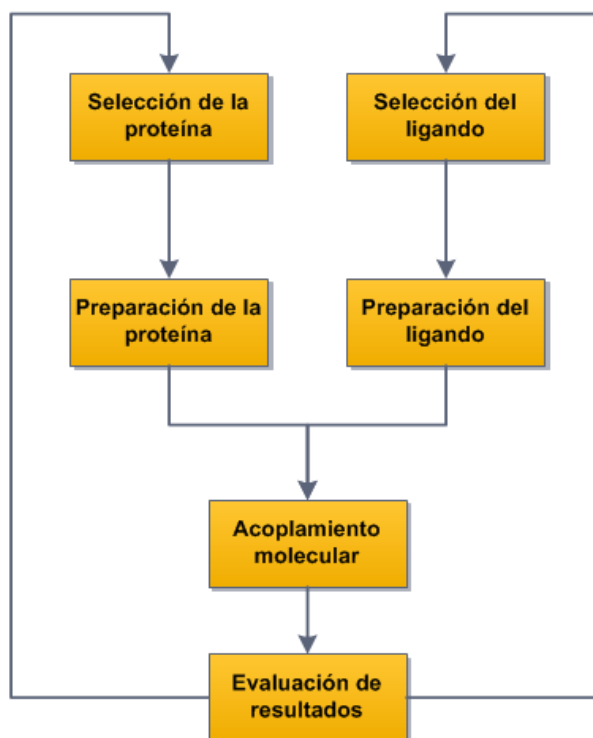 Selección de la
proteína
Selección del
ligando
Preparación de la
proteína
Preparación del
ligando
Acoplamiento
molecular
Evaluación de
resultados